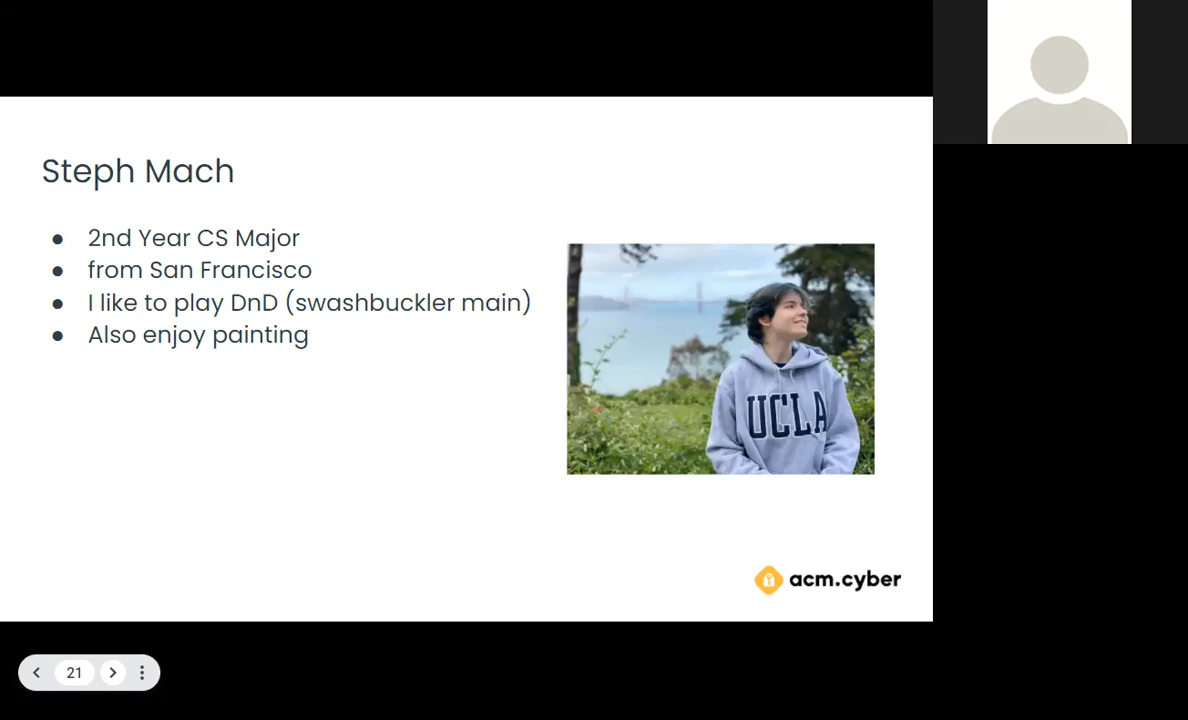 Steph Mach
● 2nd Year CS Major
● from San Francisco
● I like to play DnD (swashbuckler main)
● Also enjoy painting
UCLA
acm.cyber
21